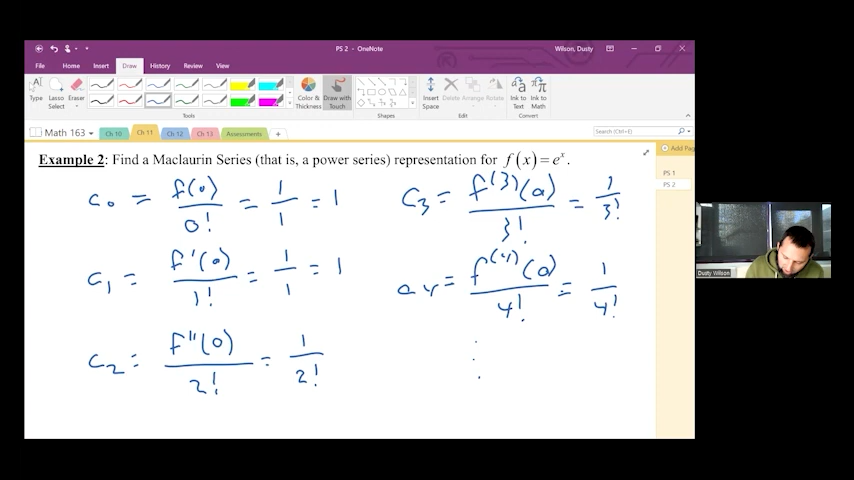 PS 2 - OneNote
Wilson, Dusty
File Home Insert Draw History Review View
Type
Lasso Select
Eraser
Color & Thickness
Draw with Touch
Insert Space
Delete
Arrange
Rotate
Ink to Text
Ink to Math
Tools
Shapes
Edit
Convert
Math 163
Ch 10
Ch 11
Ch 12
Ch 13
Assessments
+
Search (Ctrl+E)
Add Pag
PS 1
PS 2
Example 2: Find a Maclaurin Series (that is, a power series) representation for f(x) = e^x.
c₀ = f(0)/0! = 1/1 = 1
c₁ = f'(0)/1! = 1/1 = 1
c₂ = f''(0)/2! = 1/2!
c₃ = f^(3)(0)/3! = 1/3!
a₄ = f^(4)(0)/4! = 1/4!
⋮
Dusty Wilson